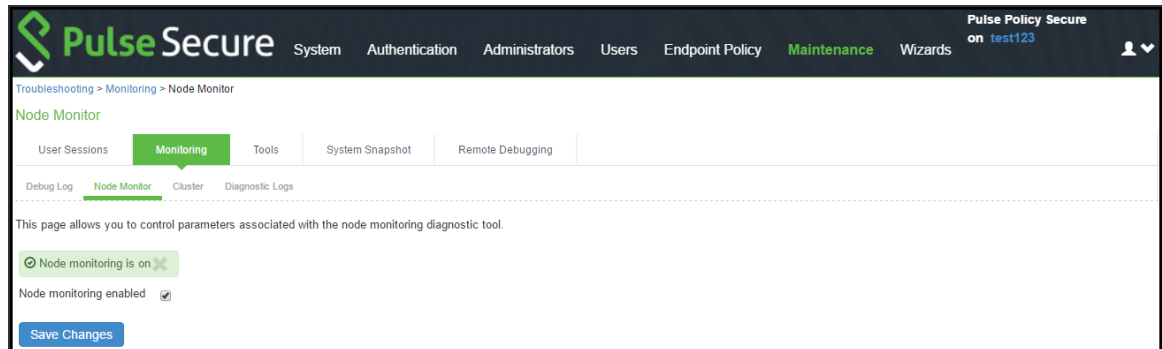 Pulse Secure
System Authentication Administrators Users Endpoint Policy Maintenance Wizards
Pulse Policy Secure
on test123
Troubleshooting > Monitoring > Node Monitor
Node Monitor
User Sessions Monitoring Tools System Snapshot Remote Debugging
Debug Log Node Monitor Cluster Diagnostic Logs
This page allows you to control parameters associated with the node monitoring diagnostic tool.
Node monitoring is on
Node monitoring enabled
Save Changes